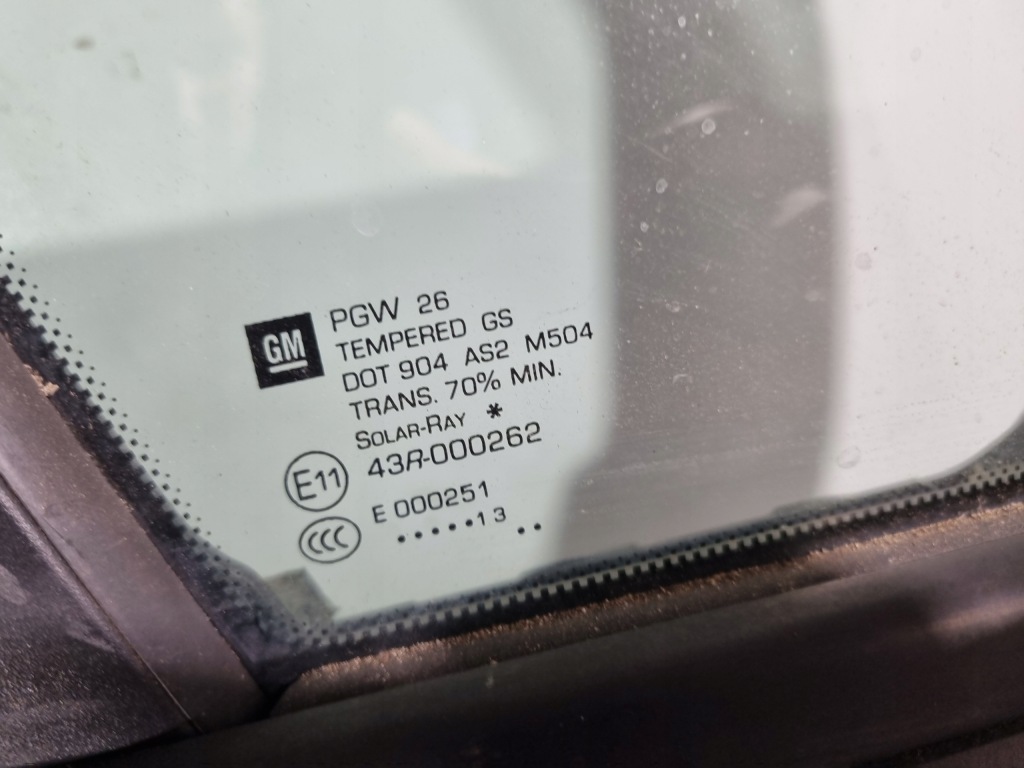 GM
PGW 26
TEMPERED GS
DOT 904 AS2 M504
TRANS. 70% MIN.
SOLAR-RAY *
E11 43R-000262
CCC E 000251
•••••13 ••